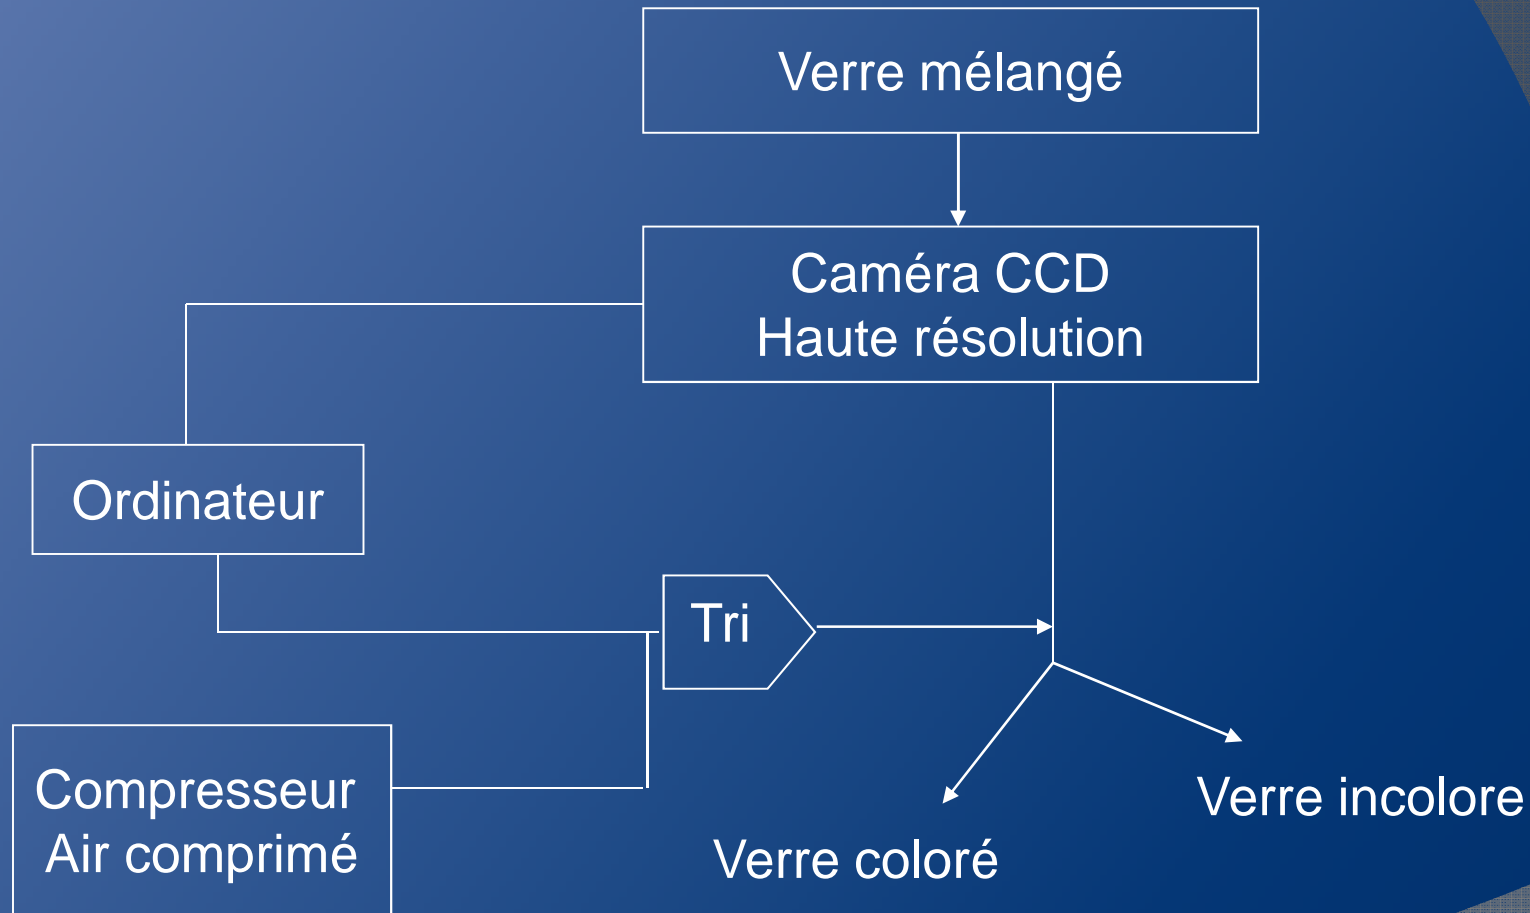 Verre mélangé
Caméra CCD
Haute résolution
Ordinateur
Tri
Compresseur
Air comprimé
Verre incolore
Verre coloré